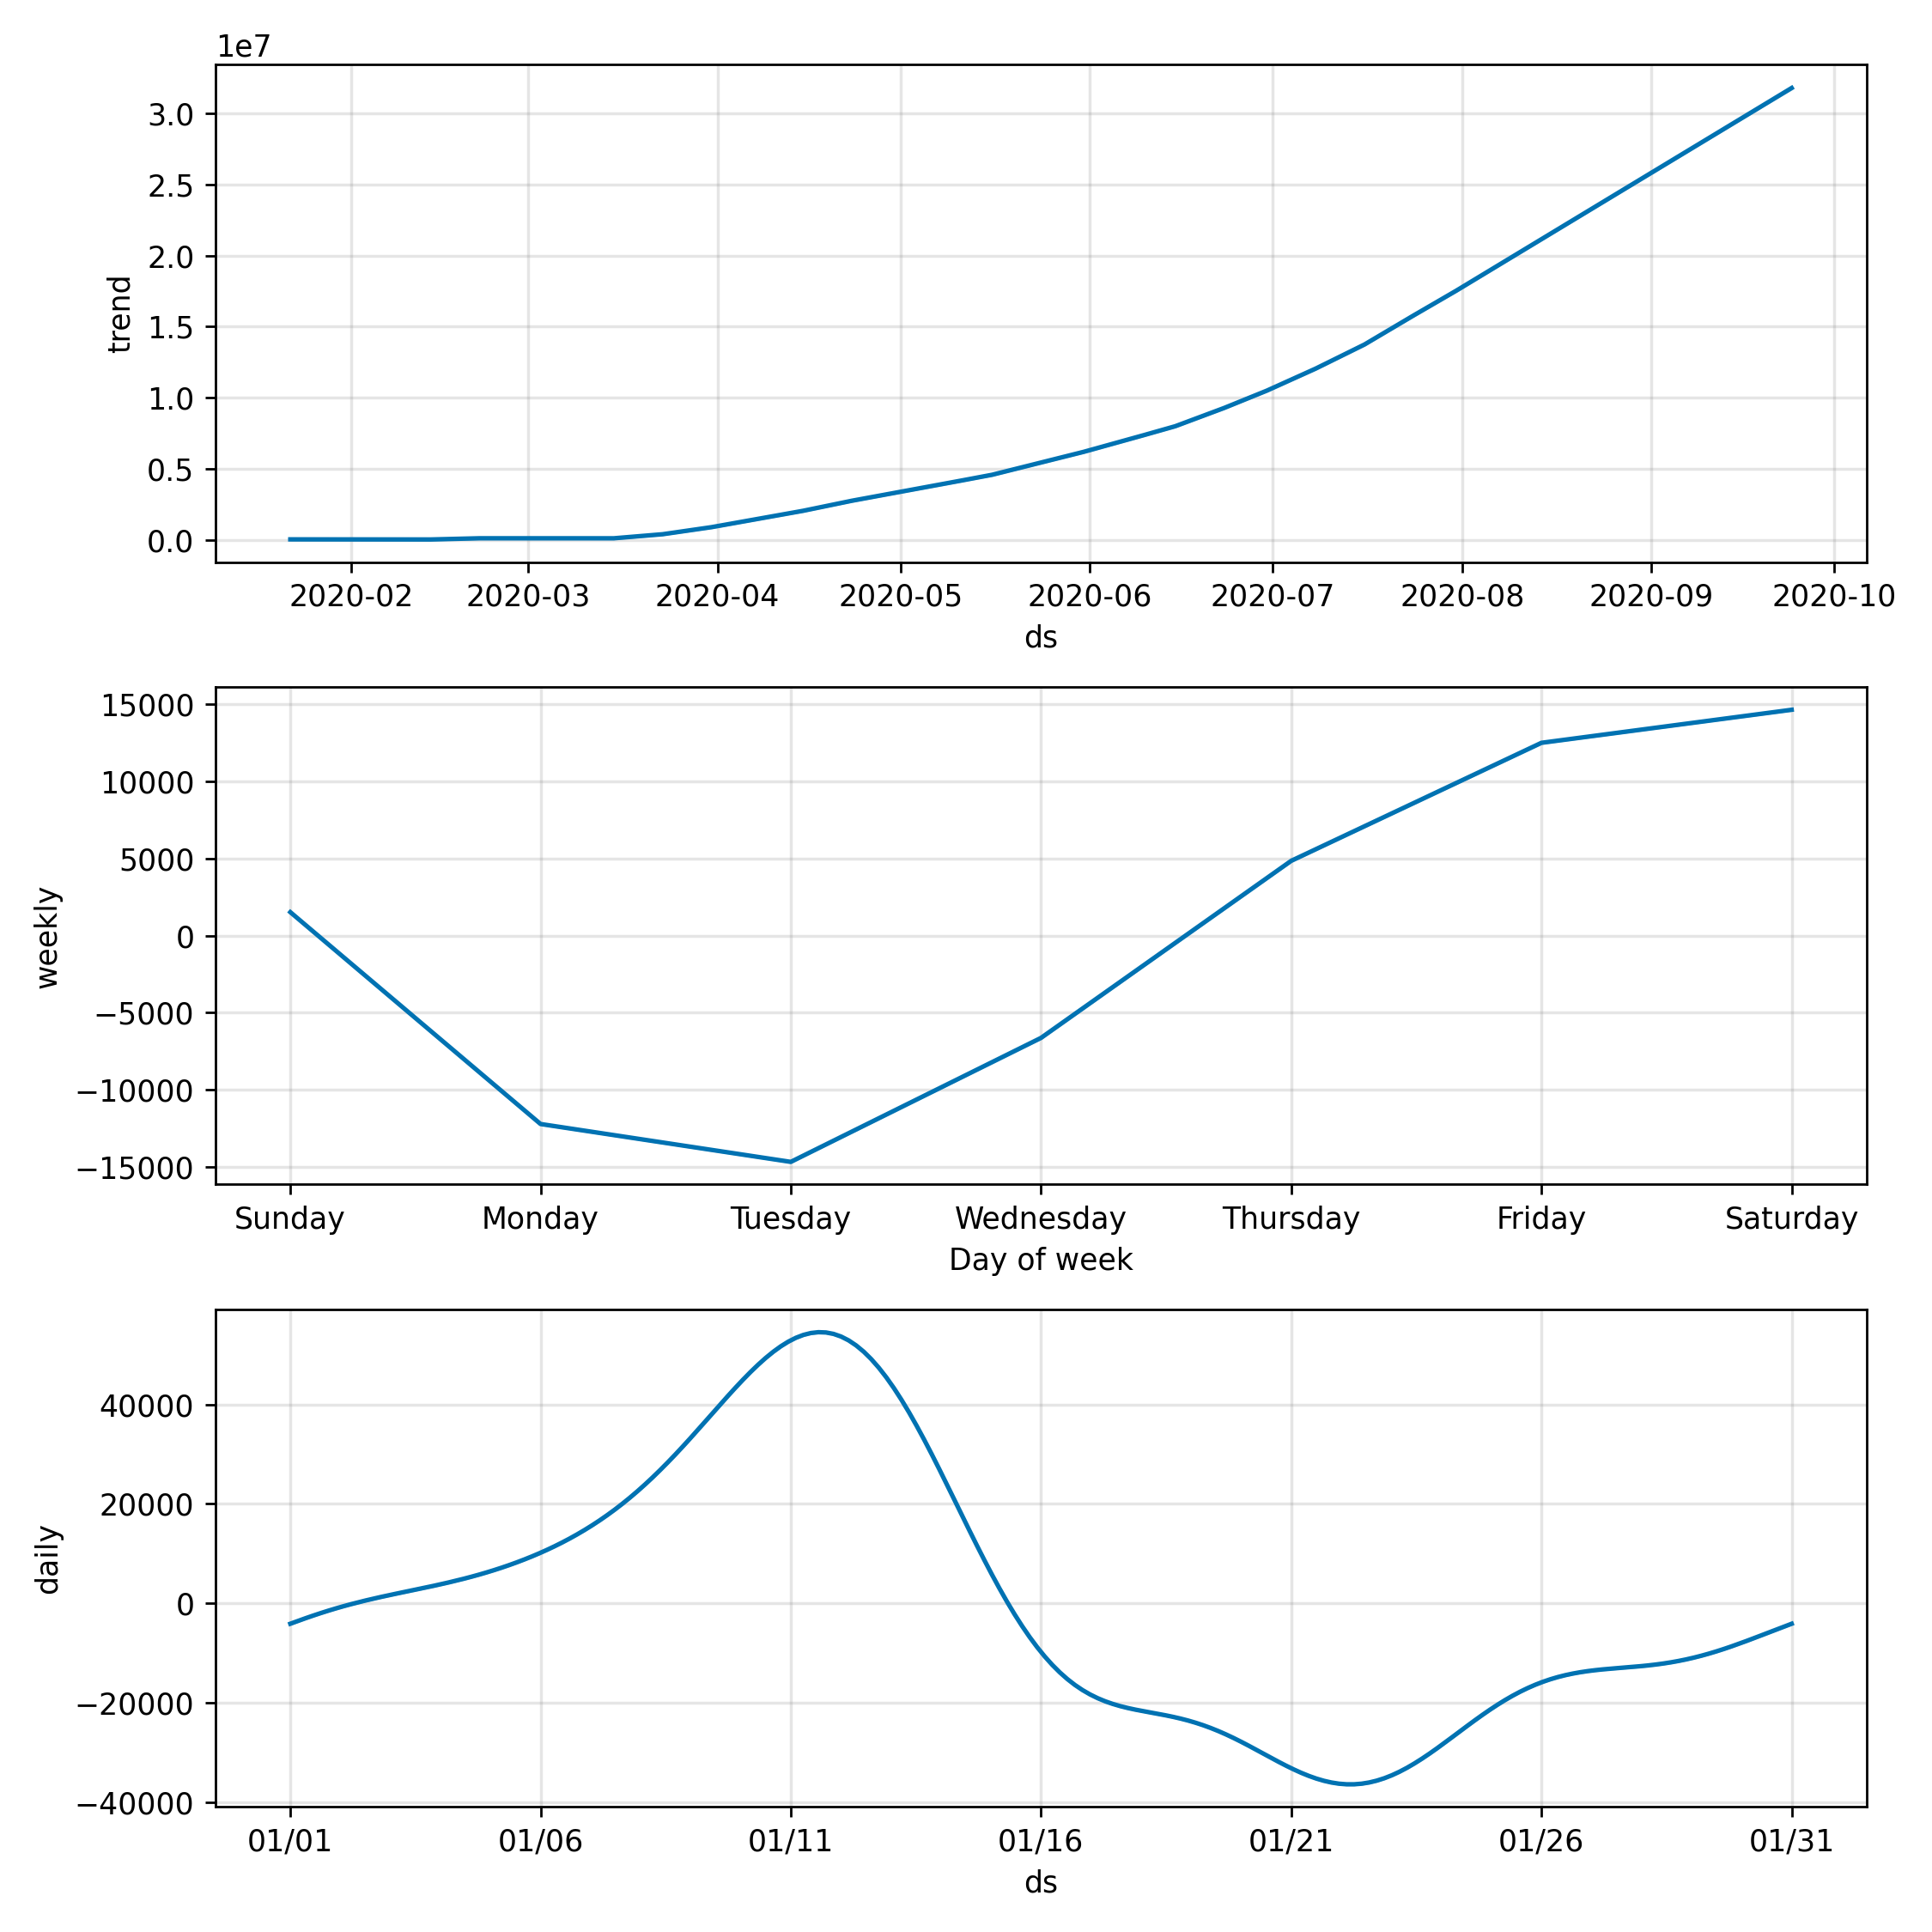 1e7
3.0
2.5
2.0
1.5
1.0
0.5
0.0
trend
2020-02 2020-03 2020-04 2020-05 2020-06 2020-07 2020-08 2020-09 2020-10
ds
15000
10000
5000
0
−5000
−10000
−15000
weekly
Sunday Monday Tuesday Wednesday Thursday Friday Saturday
Day of week
40000
20000
0
−20000
−40000
daily
01/01 01/06 01/11 01/16 01/21 01/26 01/31
ds